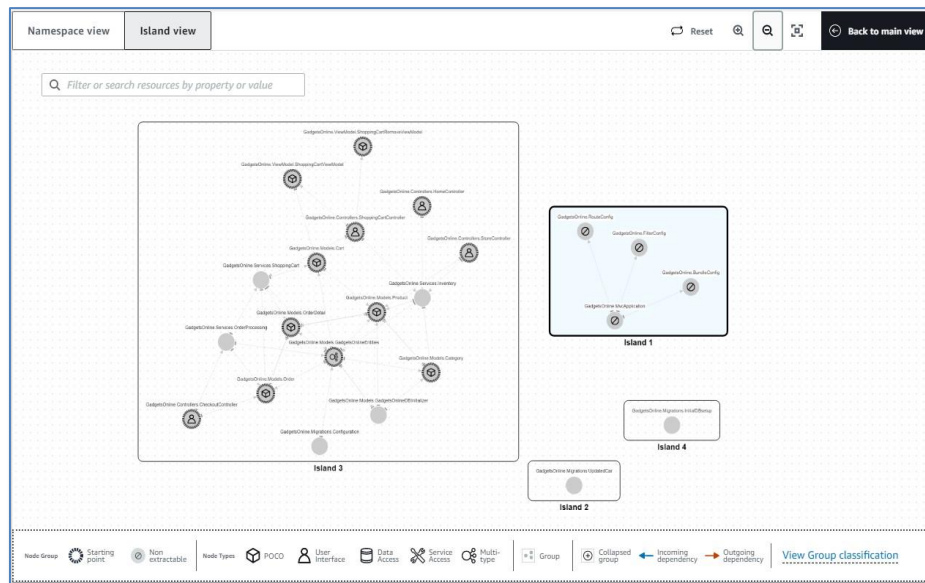 Namespace view
Island view
Reset
Back to main view
Filter or search resources by property or value
GadgetsOnline.ViewModel.ShoppingCartRemoveViewModel
GadgetsOnline.ViewModel.ShoppingCartViewModel
GadgetsOnline.Controllers.HomeController
GadgetsOnline.Controllers.ShoppingCartController
GadgetsOnline.Controllers.StoreController
GadgetsOnline.Models.Cart
GadgetsOnline.Services.ShoppingCart
GadgetsOnline.Services.Inventory
GadgetsOnline.Models.Product
GadgetsOnline.Models.OrderDetail
GadgetsOnline.Services.OrderProcessing
GadgetsOnline.Models.GadgetsOnlineEntities
GadgetsOnline.Models.Category
GadgetsOnline.Models.Order
GadgetsOnline.Controllers.CheckoutController
GadgetsOnline.Models.GadgetsOnlineDBInitializer
GadgetsOnline.Migrations.Configuration
Island 3
GadgetsOnline.RouteConfig
GadgetsOnline.FilterConfig
GadgetsOnline.BundleConfig
GadgetsOnline.MvcApplication
Island 1
Island 4
GadgetsOnline.Migrations.UpdatedCat
Island 2
Node Group
Starting point
Non extractable
Node Types
POCO
User Interface
Data Access
Service Access
Multi-type
Group
Collapsed group
Incoming dependency
Outgoing dependency
View Group classification